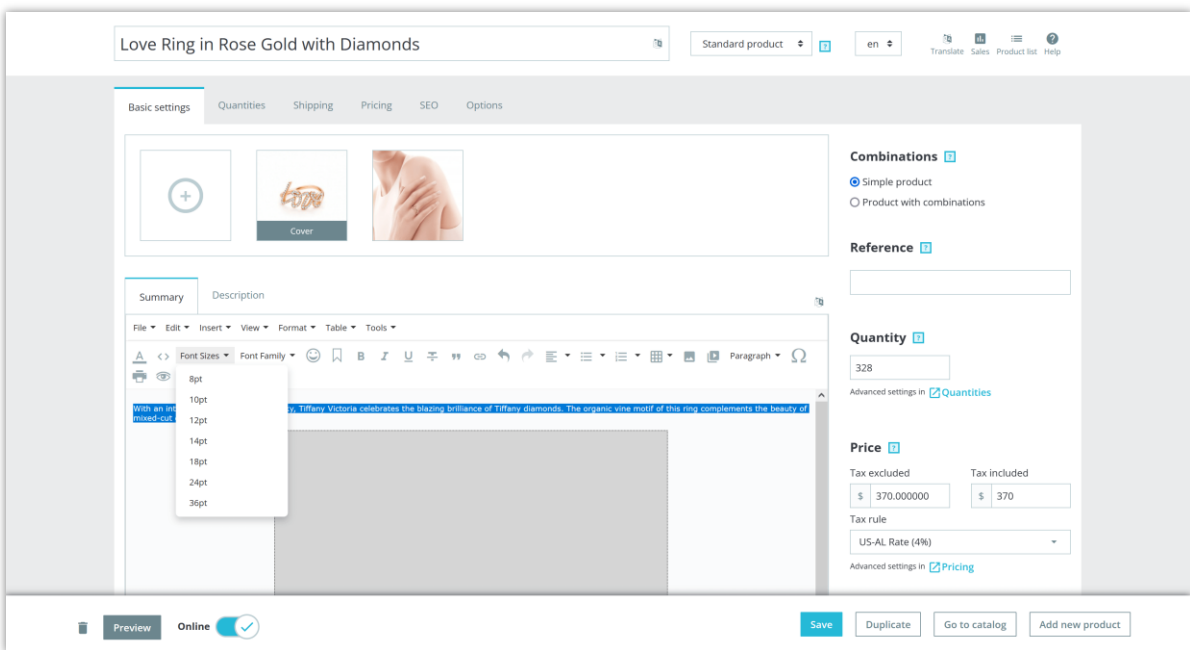 Love Ring in Rose Gold with Diamonds
Standard product
?
en
Translate Sales Product list Help
Basic settings Quantities Shipping Pricing SEO Options
Cover
Combinations ?
Simple product
Product with combinations
Reference ?
Summary Description
File Edit Insert View Format Table Tools
A <> Font Sizes Font Family B I U Paragraph Ω
8pt
10pt
12pt
14pt
18pt
24pt
36pt
With an , Tiffany Victoria celebrates the blazing brilliance of Tiffany diamonds. The organic vine motif of this ring complements the beauty of
mixed-cut
Quantity ?
328
Advanced settings in Quantities
Price ?
Tax excluded Tax included
$ 370.000000 $ 370
Tax rule
US-AL Rate (4%)
Advanced settings in Pricing
Preview Online Save Duplicate Go to catalog Add new product